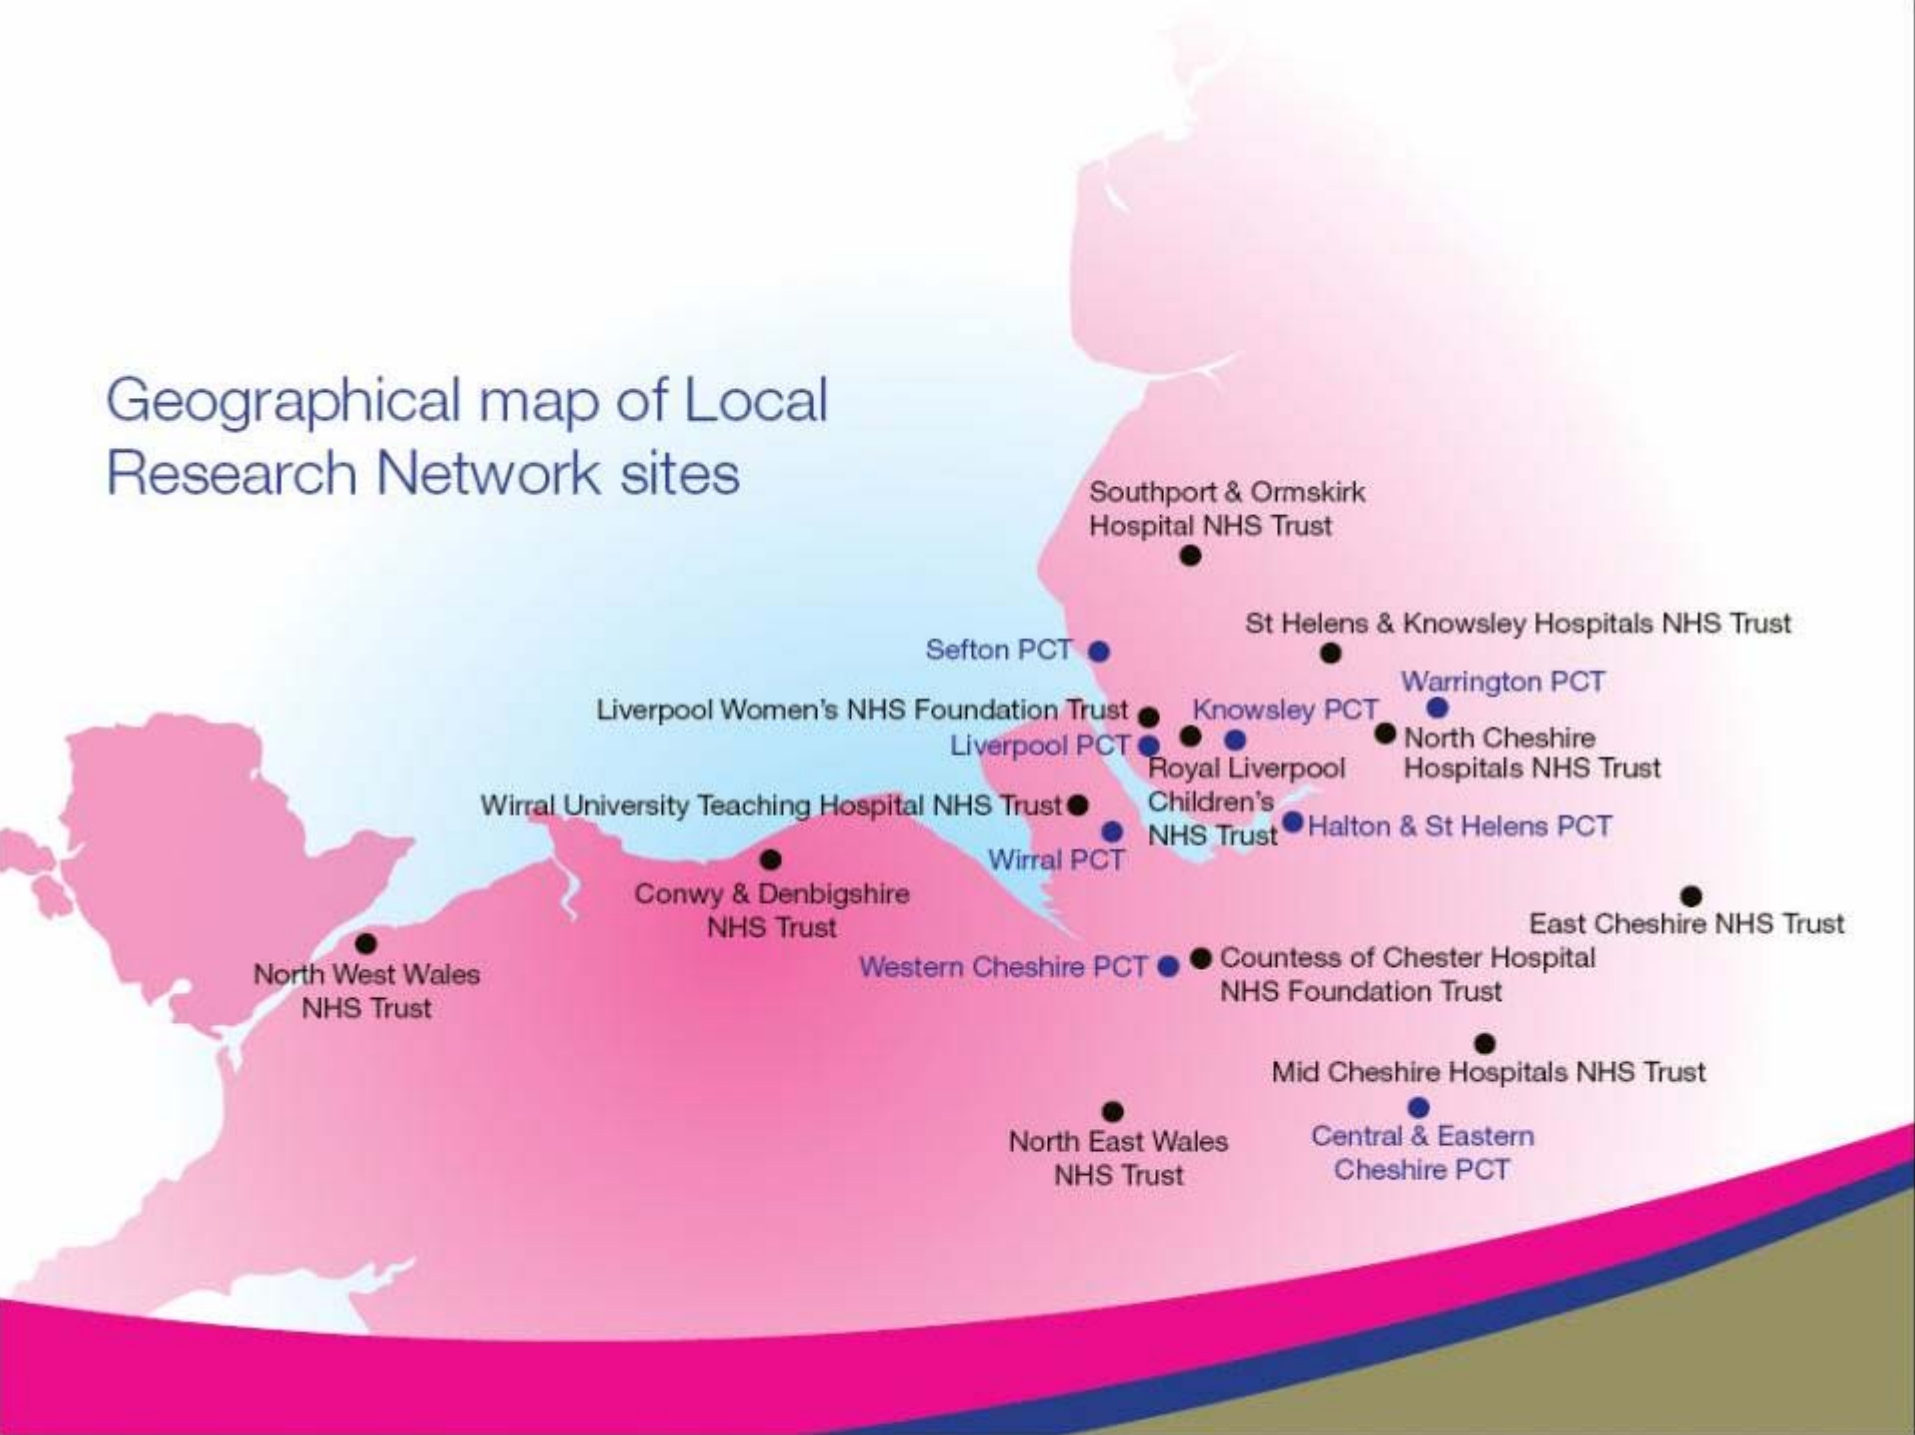 Geographical map of Local
Research Network sites
Southport & Ormskirk
Hospital NHS Trust
St Helens & Knowsley Hospitals NHS Trust
Sefton PCT
Warrington PCT
Liverpool Women's NHS Foundation Trust
Knowsley PCT
Liverpool PCT
North Cheshire
Hospitals NHS Trust
Royal Liverpool
Children's
NHS Trust
Wirral University Teaching Hospital NHS Trust
Halton & St Helens PCT
Wirral PCT
Conwy & Denbigshire
NHS Trust
East Cheshire NHS Trust
Western Cheshire PCT
Countess of Chester Hospital
NHS Foundation Trust
North West Wales
NHS Trust
Mid Cheshire Hospitals NHS Trust
North East Wales
NHS Trust
Central & Eastern
Cheshire PCT